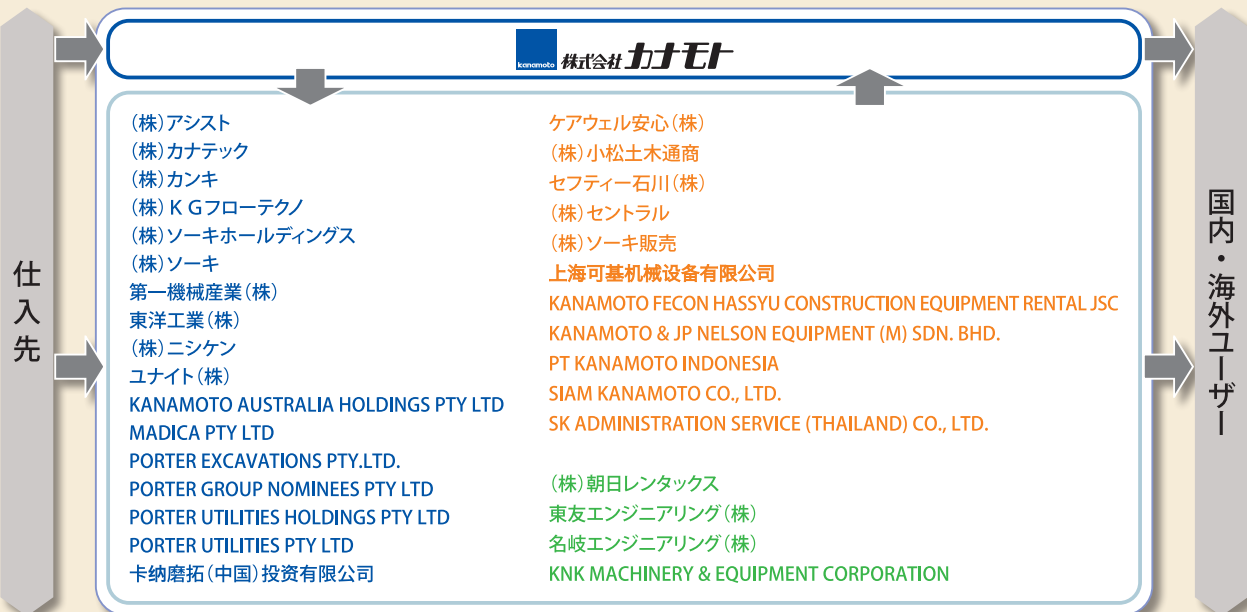 仕入先
kanamoto
株式会社 カナモト
(株)アシスト
(株)カナテック
(株)カンキ
(株)ＫＧフローテクノ
(株)ソーキホールディングス
(株)ソーキ
第一機械産業(株)
東洋工業(株)
(株)ニシケン
ユナイト(株)
KANAMOTO AUSTRALIA HOLDINGS PTY LTD
MADICA PTY LTD
PORTER EXCAVATIONS PTY.LTD.
PORTER GROUP NOMINEES PTY LTD
PORTER UTILITIES HOLDINGS PTY LTD
PORTER UTILITIES PTY LTD
卡纳磨拓(中国)投资有限公司
ケアウェル安心(株)
(株)小松土木通商
セフティー石川(株)
(株)セントラル
(株)ソーキ販売
上海可基机械设备有限公司
KANAMOTO FECON HASSYU CONSTRUCTION EQUIPMENT RENTAL JSC
KANAMOTO & JP NELSON EQUIPMENT (M) SDN. BHD.
PT KANAMOTO INDONESIA
SIAM KANAMOTO CO., LTD.
SK ADMINISTRATION SERVICE (THAILAND) CO., LTD.
(株)朝日レンタックス
東友エンジニアリング(株)
名岐エンジニアリング(株)
KNK MACHINERY & EQUIPMENT CORPORATION
国内・海外ユーザー